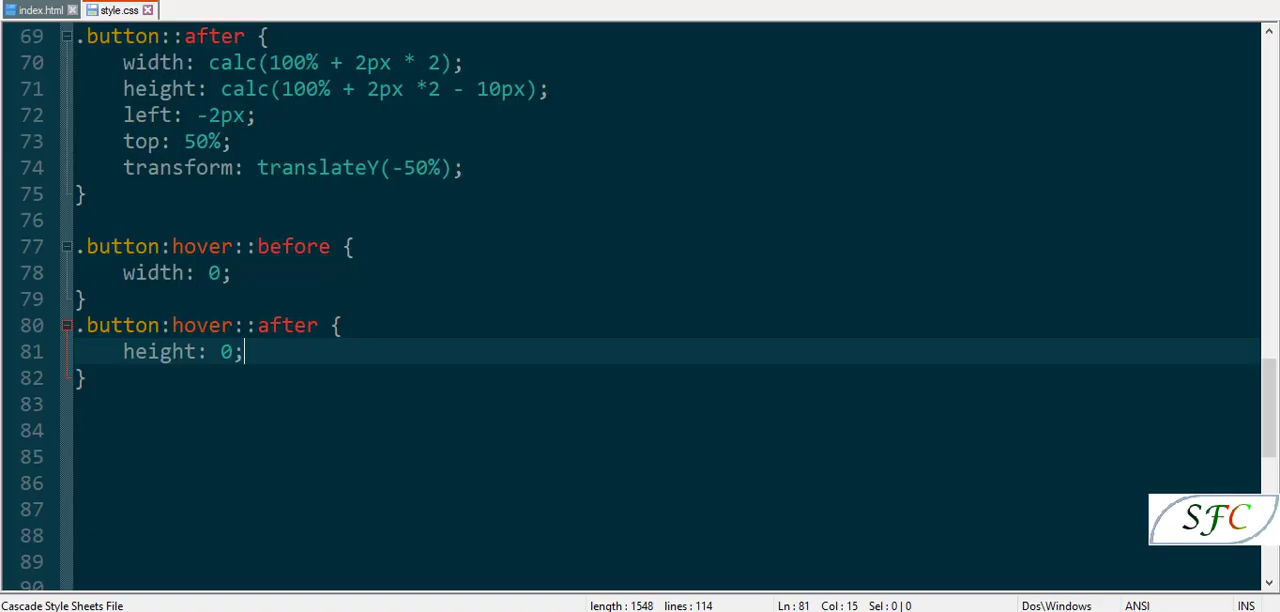 index.html style.css
69 .button::after {
70 width: calc(100% + 2px * 2);
71 height: calc(100% + 2px *2 - 10px);
72 left: -2px;
73 top: 50%;
74 transform: translateY(-50%);
75 }
76
77 .button:hover::before {
78 width: 0;
79 }
80 .button:hover::after {
81 height: 0;
82 }
83
84
85
86
87
88
89
90
SFC
Cascade Style Sheets File length : 1548 lines : 114 Ln : 81 Col : 15 Sel : 0 | 0 Dos\Windows ANSI INS